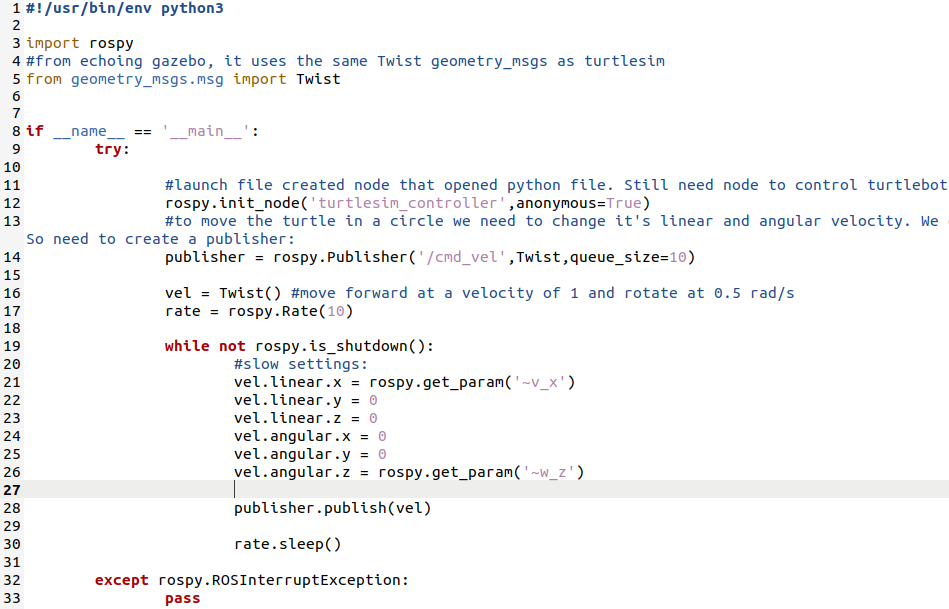 1 #!/usr/bin/env python3
2
3 import rospy
4 #from echoing gazebo, it uses the same Twist geometry_msgs as turtlesim
5 from geometry_msgs.msg import Twist
6
7
8 if __name__ == '__main__':
9 try:
10
11 #launch file created node that opened python file. Still need node to control turtlebot
12 rospy.init_node('turtlesim_controller',anonymous=True)
13 #to move the turtle in a circle we need to change it's linear and angular velocity. We
So need to create a publisher:
14 publisher = rospy.Publisher('/cmd_vel',Twist,queue_size=10)
15
16 vel = Twist() #move forward at a velocity of 1 and rotate at 0.5 rad/s
17 rate = rospy.Rate(10)
18
19 while not rospy.is_shutdown():
20 #slow settings:
21 vel.linear.x = rospy.get_param('~v_x')
22 vel.linear.y = 0
23 vel.linear.z = 0
24 vel.angular.x = 0
25 vel.angular.y = 0
26 vel.angular.z = rospy.get_param('~w_z')
27
28 publisher.publish(vel)
29
30 rate.sleep()
31
32 except rospy.ROSInterruptException:
33 pass